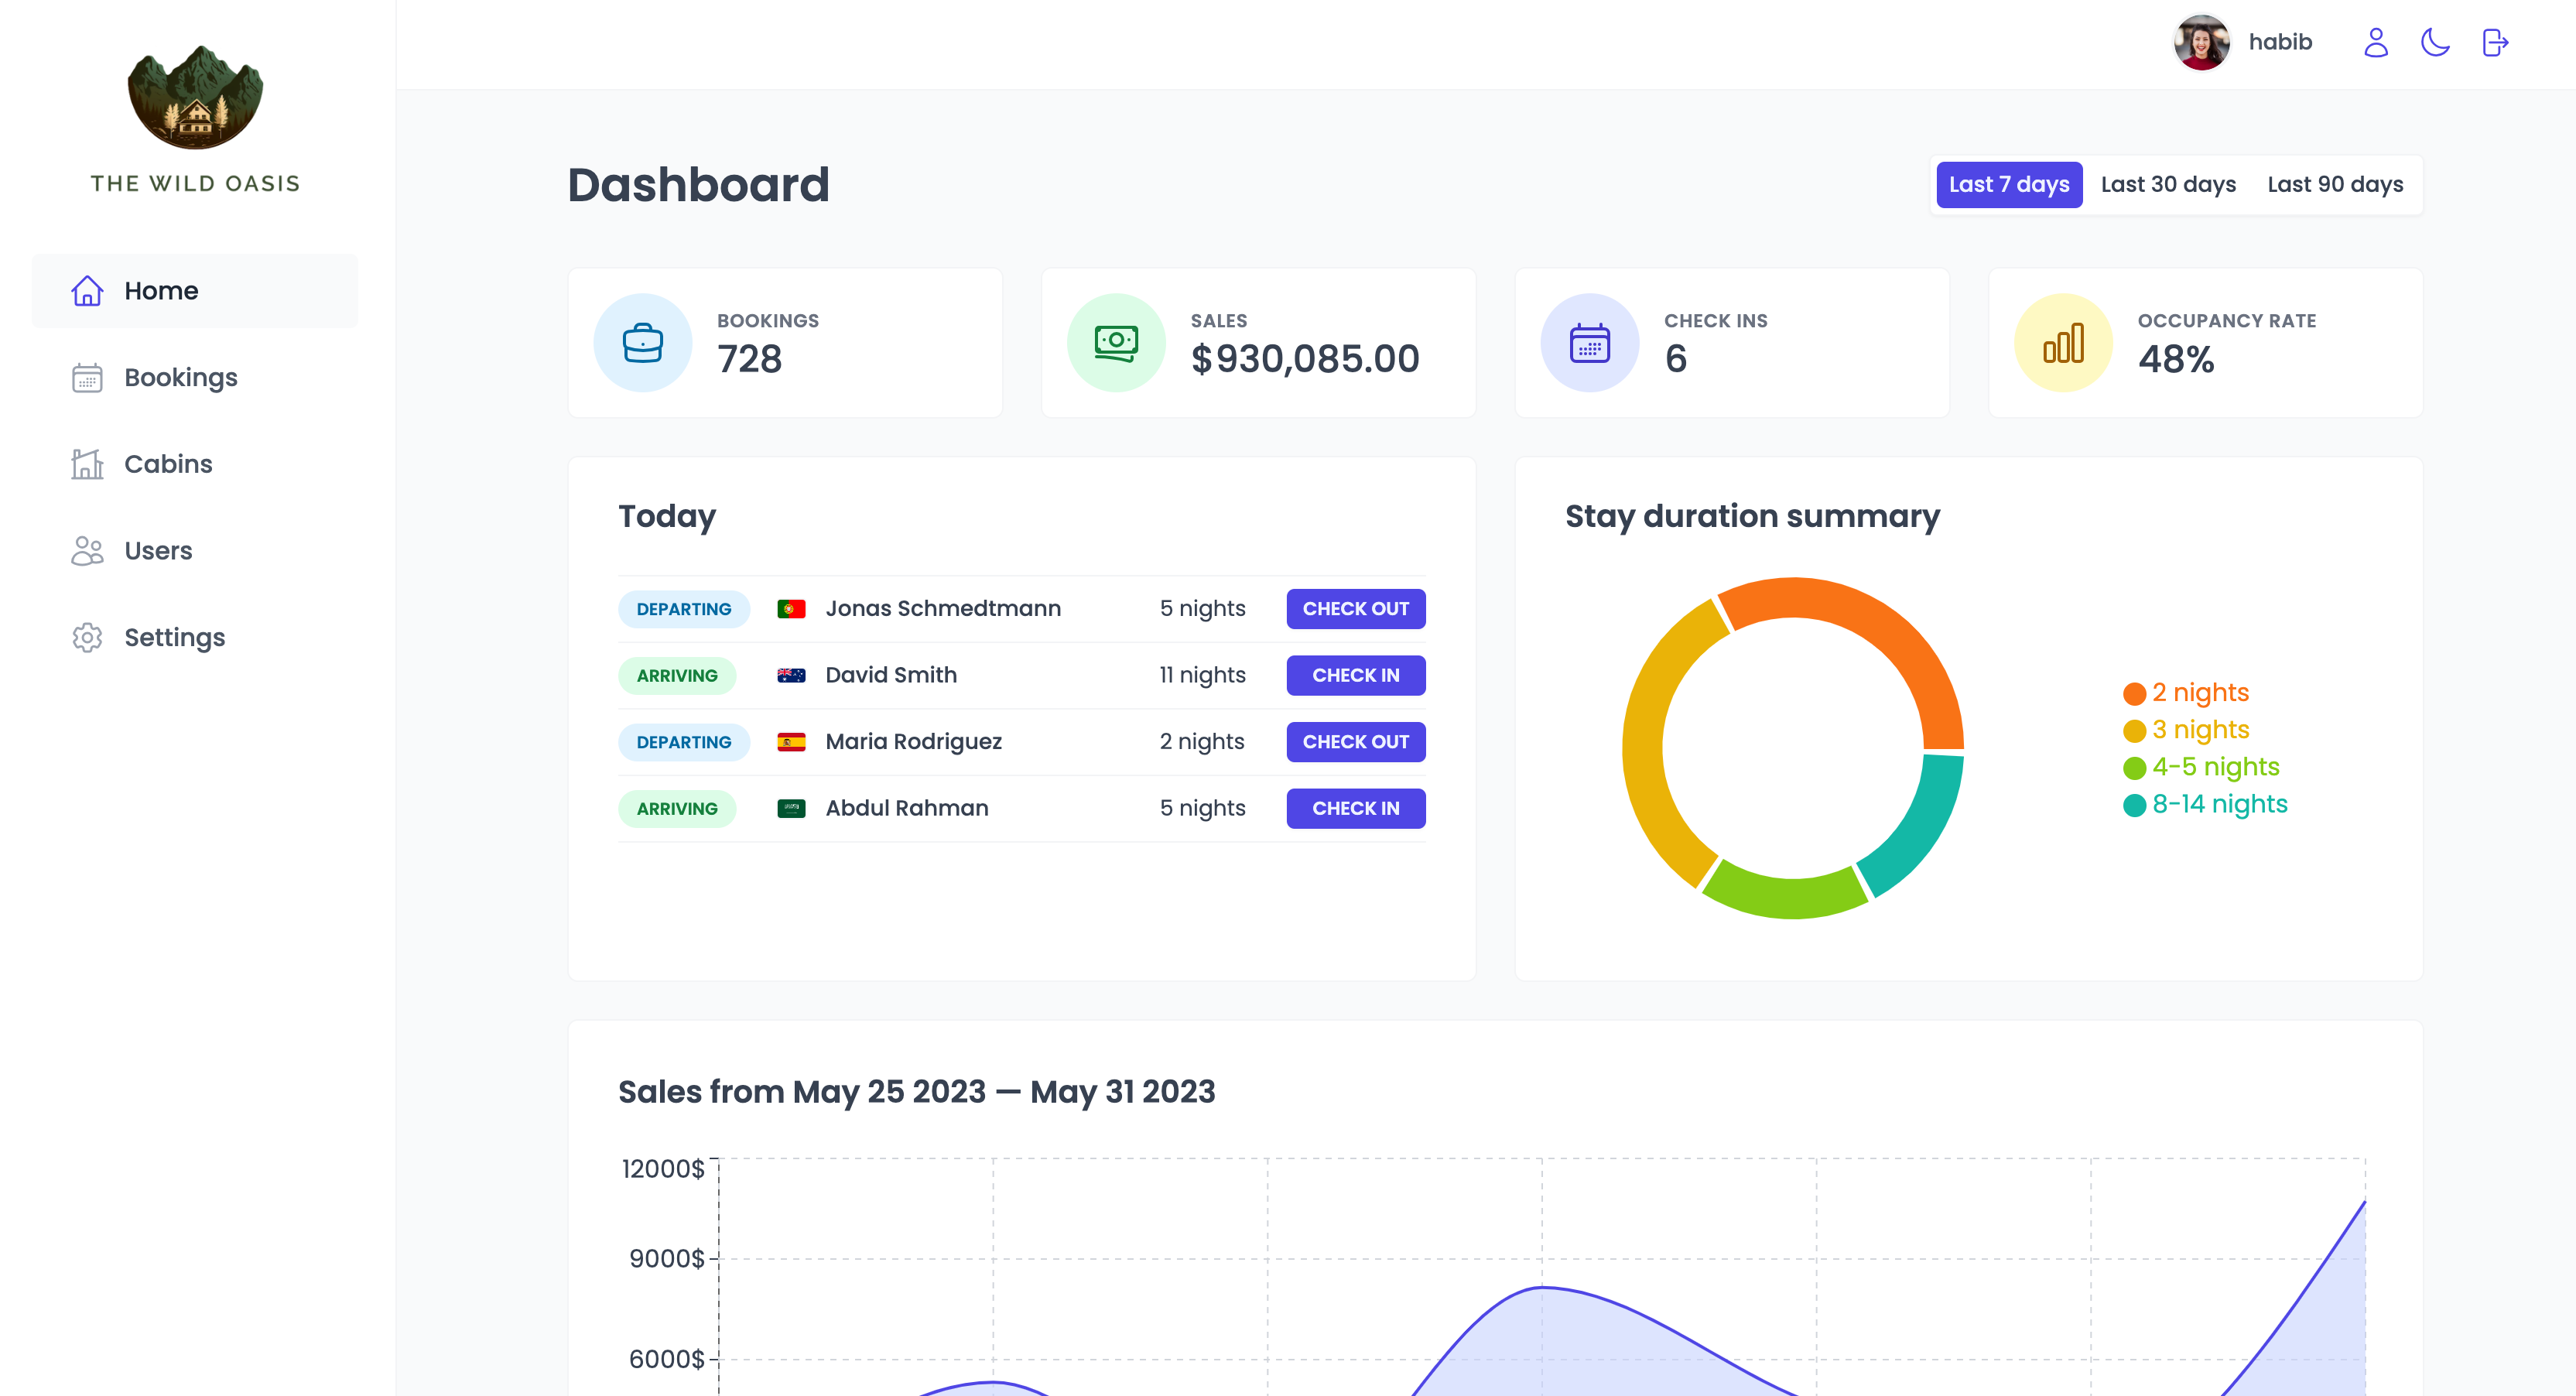 THE WILD OASIS
Home
Bookings
Cabins
Users
Settings
habib
Dashboard
Last 7 days Last 30 days Last 90 days
BOOKINGS
728
SALES
$930,085.00
CHECK INS
6
OCCUPANCY RATE
48%
Today
DEPARTING Jonas Schmedtmann 5 nights CHECK OUT
ARRIVING David Smith 11 nights CHECK IN
DEPARTING Maria Rodriguez 2 nights CHECK OUT
ARRIVING Abdul Rahman 5 nights CHECK IN
Stay duration summary
2 nights
3 nights
4-5 nights
8-14 nights
Sales from May 25 2023 — May 31 2023
12000$
9000$
6000$